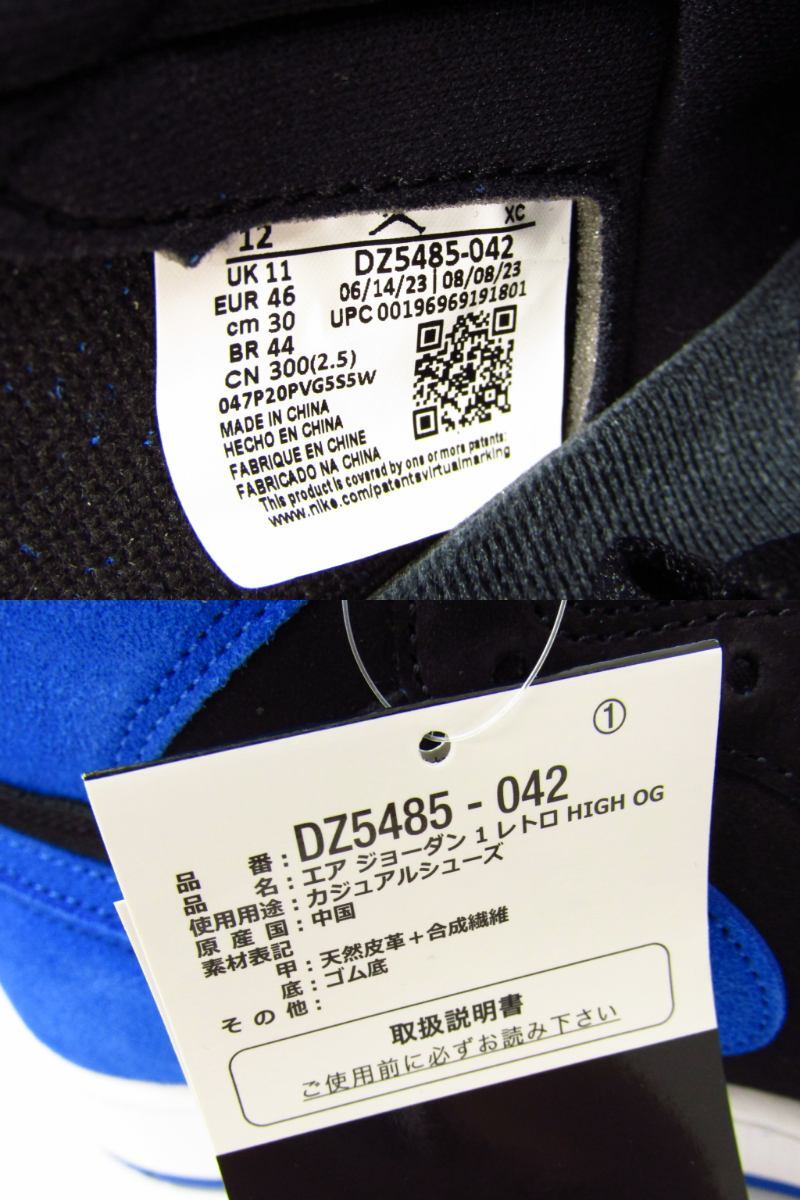 12 XC
UK 11 DZ5485-042
EUR 46 06/14/23 | 08/08/23
cm 30 UPC 00196969191801
BR 44
CN 300(2.5)
047P20PVG5S5W
MADE IN CHINA
HECHO EN CHINA
FABRIQUE EN CHINE
FABRICADO NA CHINA
This product is covered by one or more patents:
www.nike.com/patentsvirtualmarking
①
品番:DZ5485-042
品名:エア ジョーダン 1 レトロ HIGH OG
使用用途:カジュアルシューズ
原産国:中国
素材表記
甲:天然皮革+合成繊維
底:ゴム底
その他:
取扱説明書
ご使用前に必ずお読み下さい